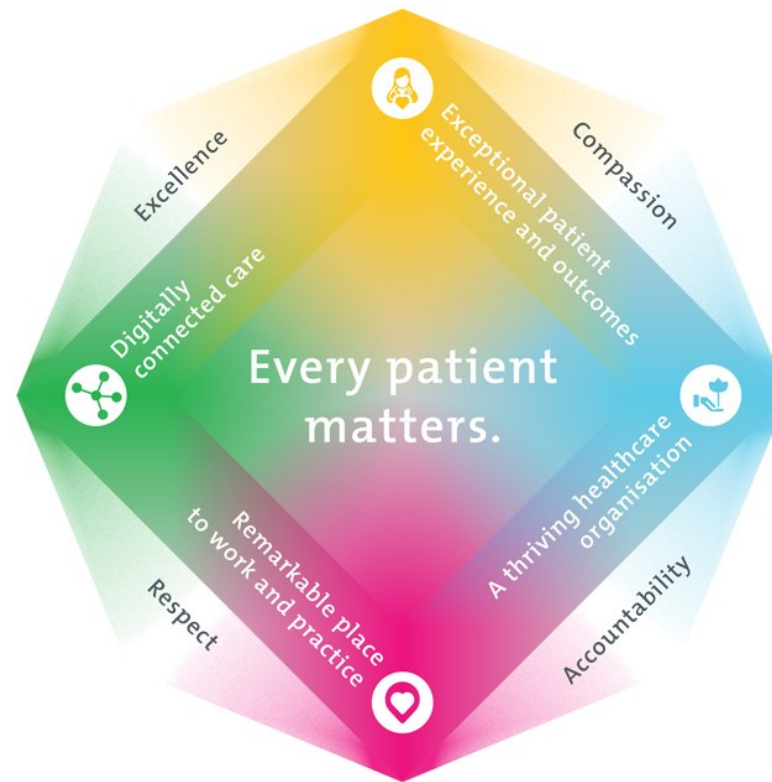 Excellence
Compassion
Exceptional patient
experience and outcomes
Digitally
connected care
Every patient
matters.
Remarkable place
to work and practice
A thriving healthcare
organisation
Respect
Accountability